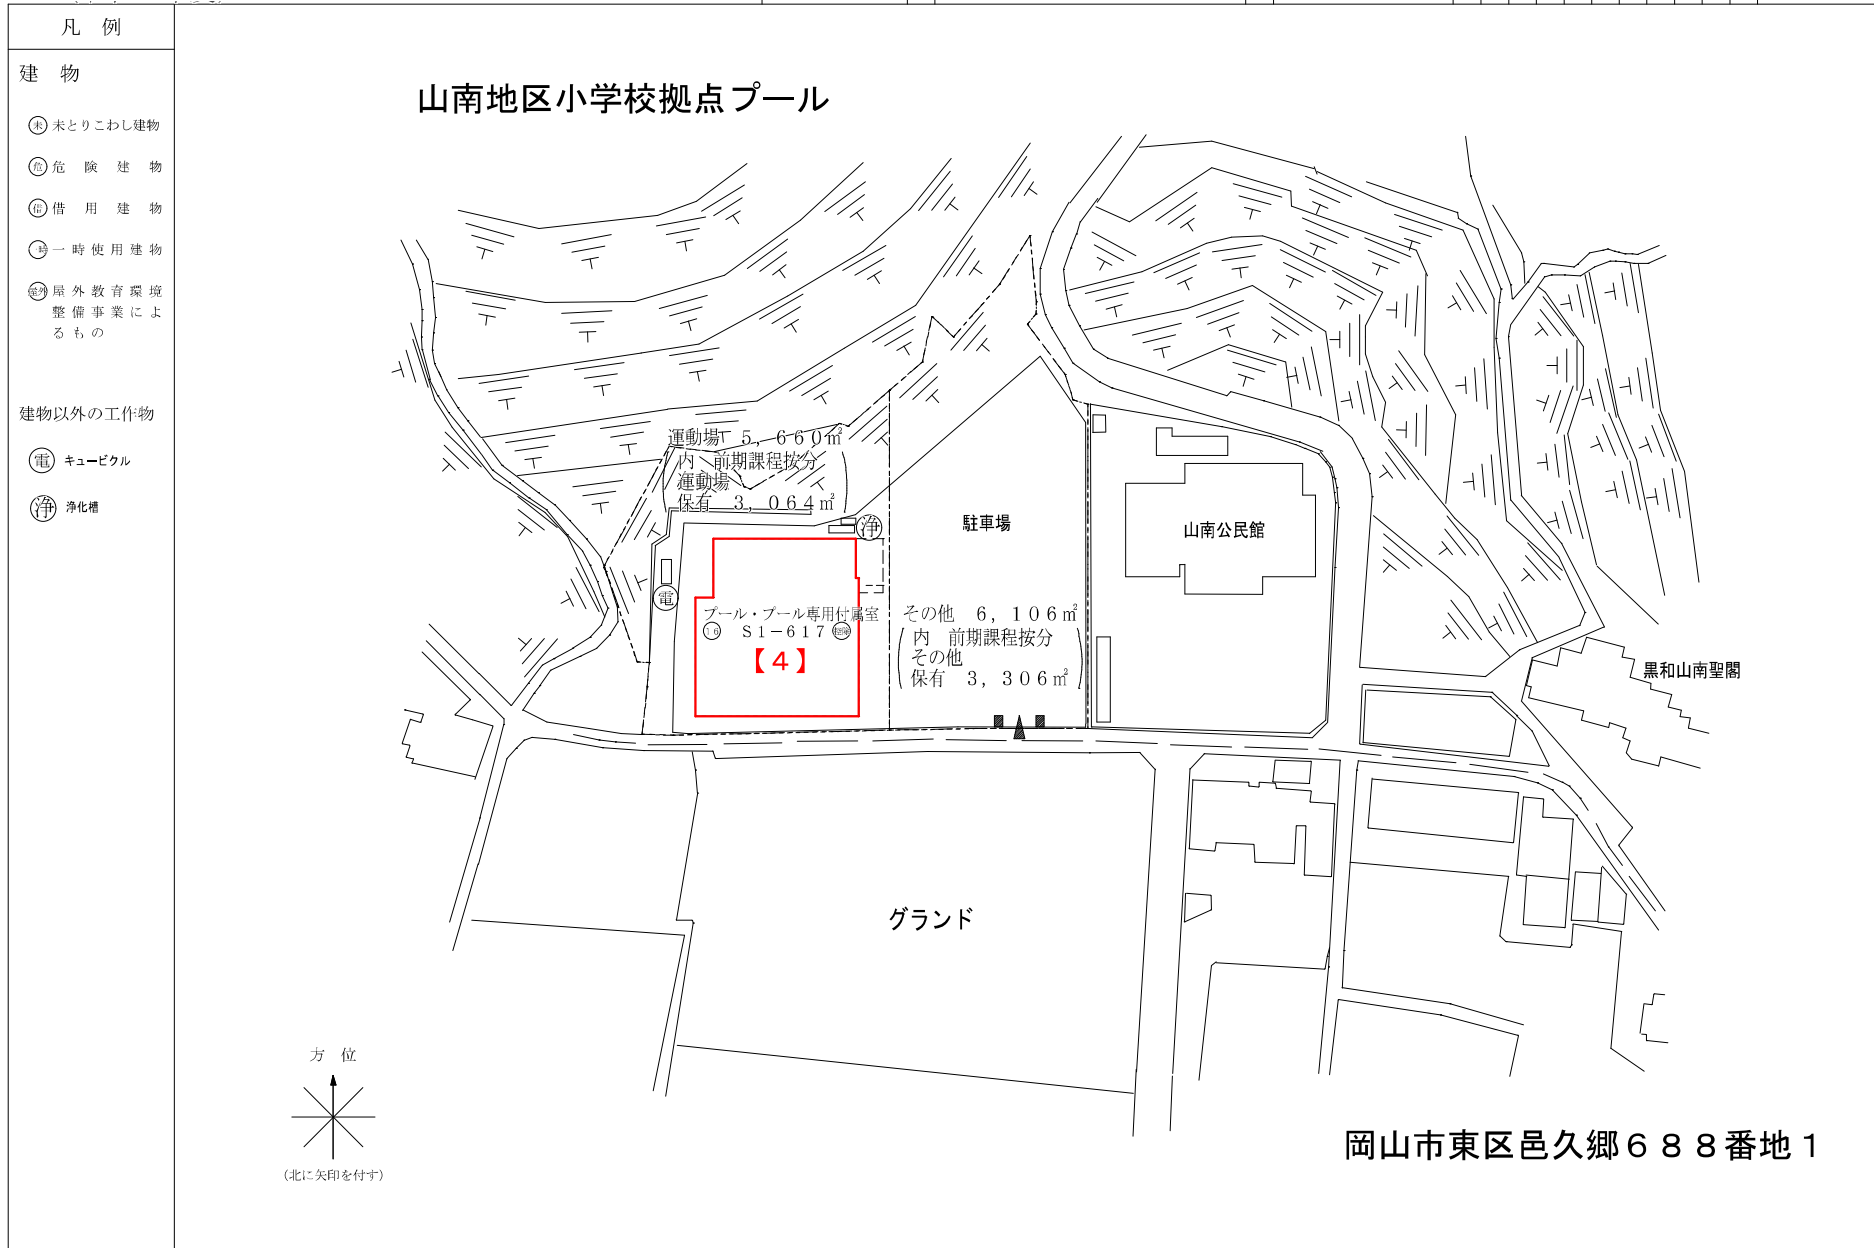 凡 例
建 物
未 未とりこわし建物
危 危 険 建 物
借 借 用 建 物
一時 一 時 使 用 建 物
屋外 屋 外 教 育 環 境
整 備 事 業 に よ
る も の
建物以外の工作物
電 キュービクル
浄 浄化槽
山南地区小学校拠点プール
運動場 5，660㎡
内 前期課程按分
運動場
保有 3，064㎡
浄
電
プール・プール専用付属室
16 S1-617
【4】
駐車場
その他 6，106㎡
内 前期課程按分
その他
保有 3，306㎡
山南公民館
黒和山南聖閣
グランド
方 位
(北に矢印を付す)
岡山市東区邑久郷688番地1